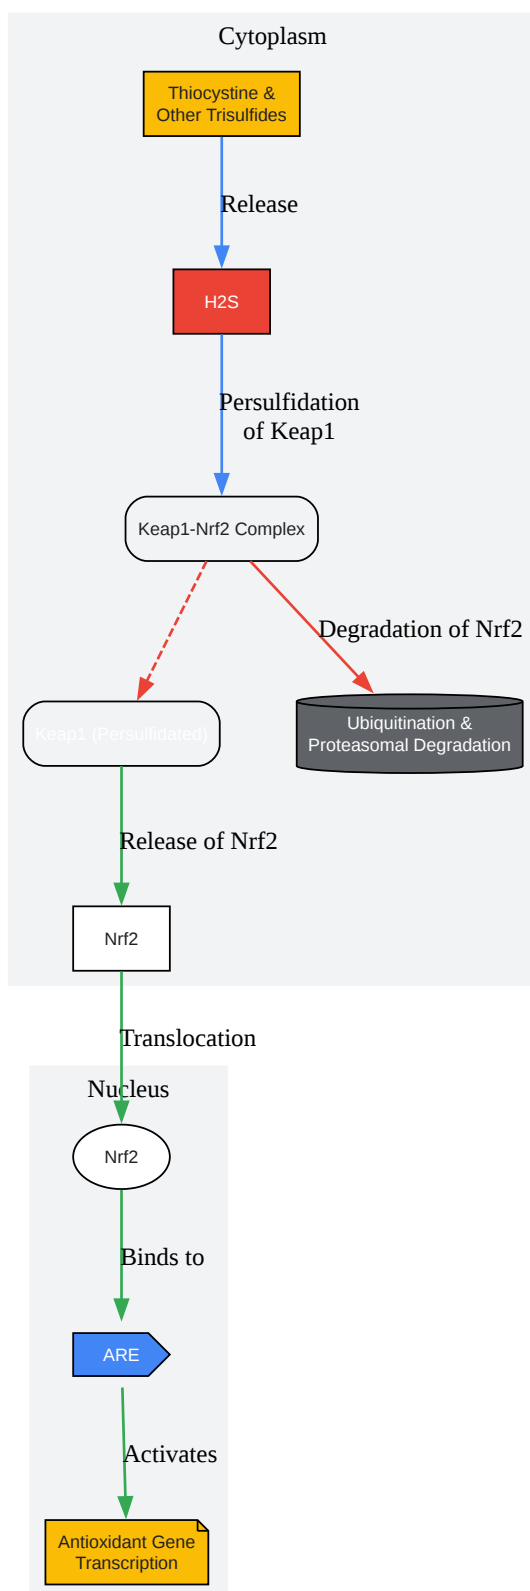 Cytoplasm
Thiocystine &
Other Trisulfides
Release
H2S
Persulfidation
of Keap1
Keap1-Nrf2 Complex
Degradation of Nrf2
Keap1 (Persulfidated)
Ubiquitination &
Proteasomal Degradation
Release of Nrf2
Nrf2
Translocation
Nucleus
Nrf2
Binds to
ARE
Activates
Antioxidant Gene
Transcription